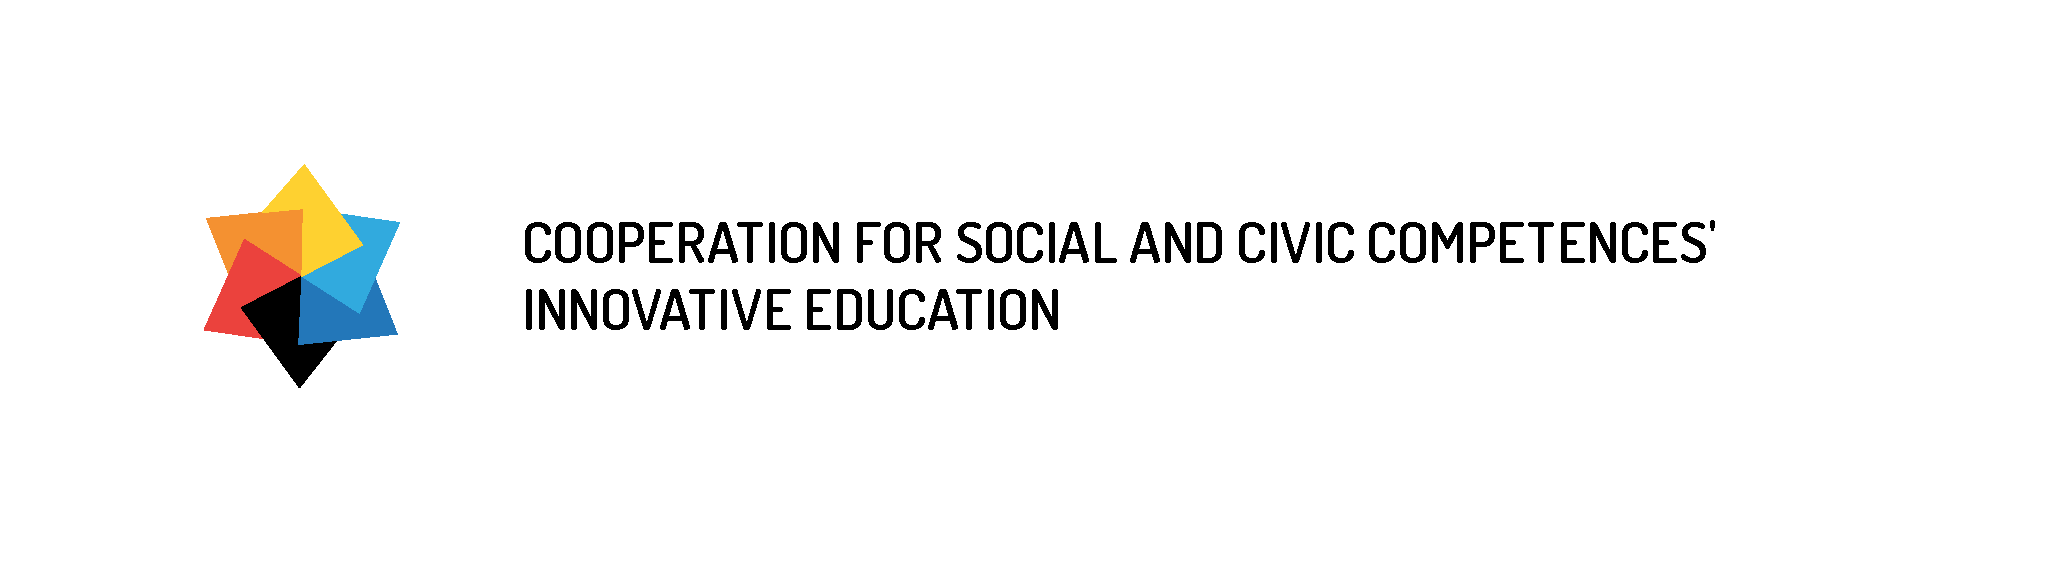 COOPERATION FOR SOCIAL AND CIVIC COMPETENCES'
INNOVATIVE EDUCATION